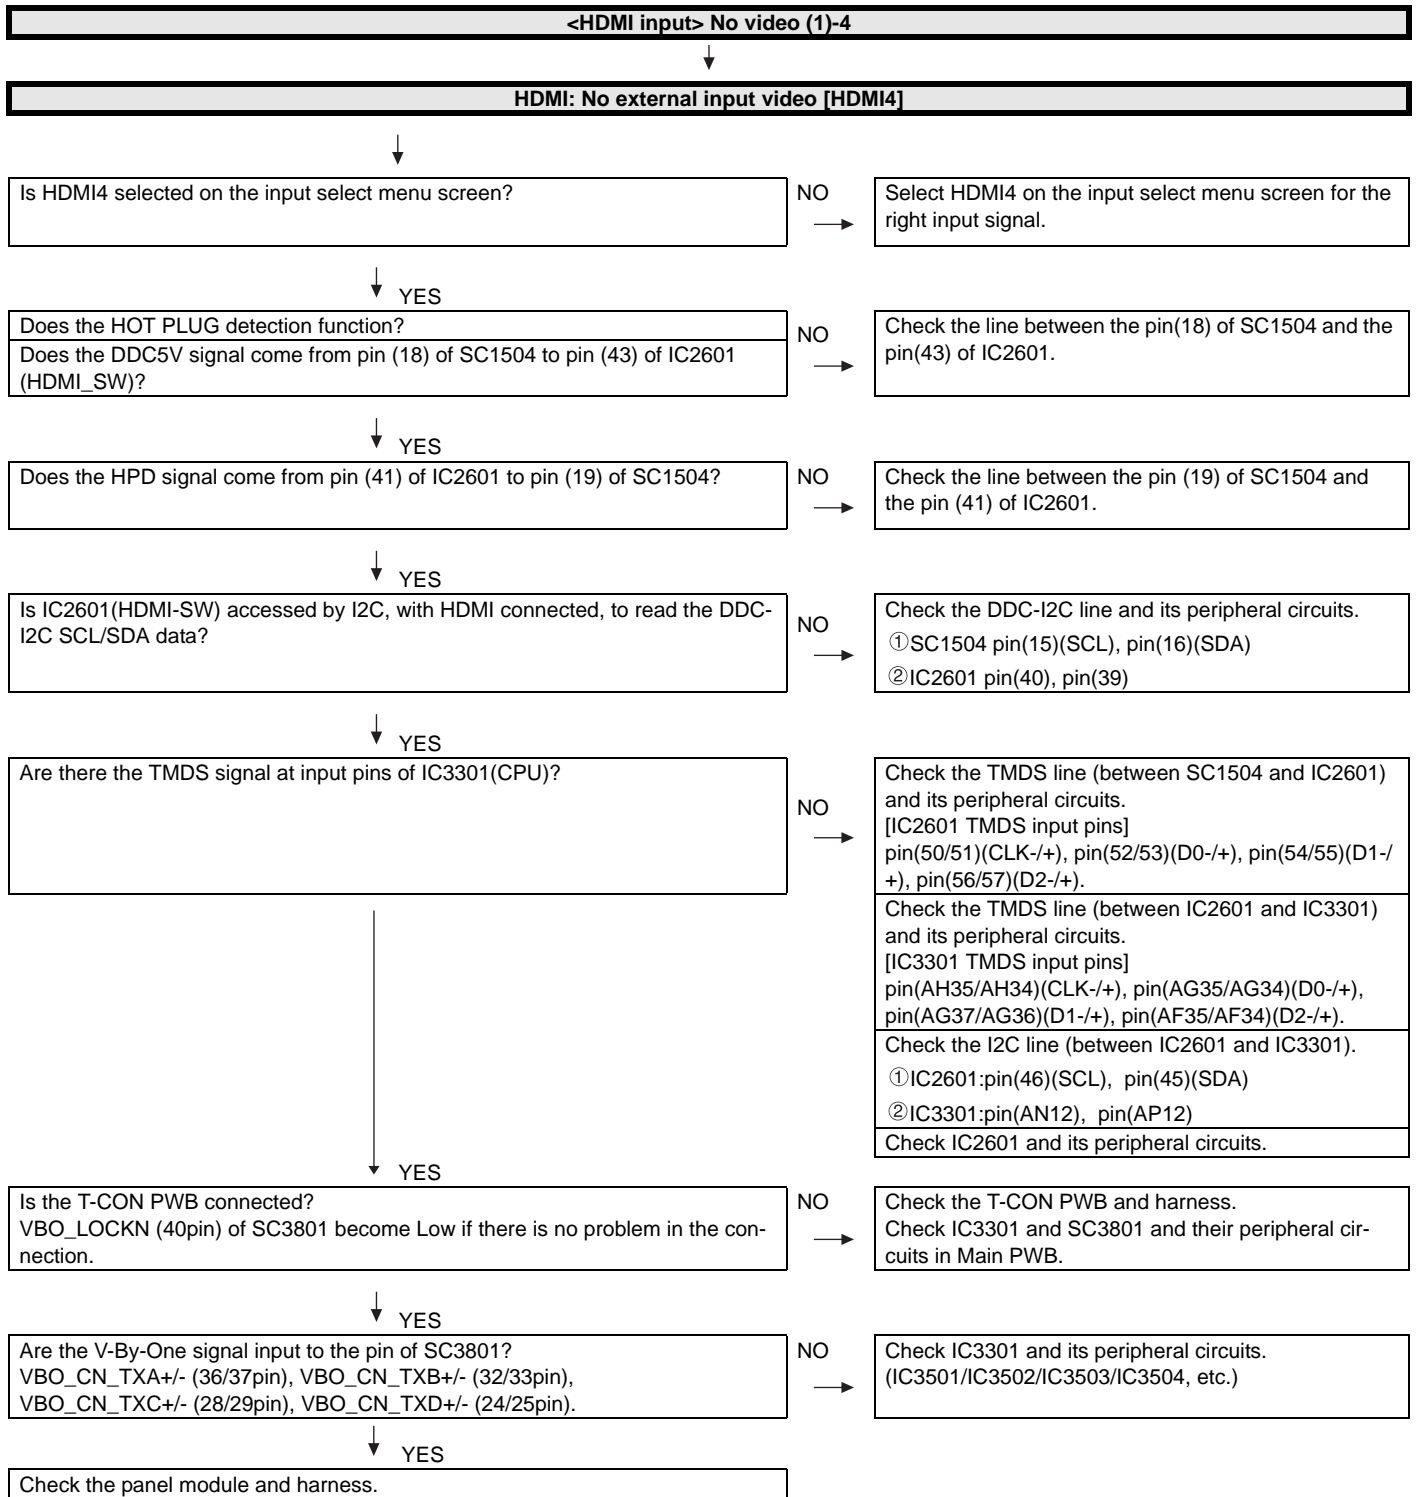 <HDMI input> No video (1)-4
HDMI: No external input video [HDMI4]
Is HDMI4 selected on the input select menu screen?
NO
Select HDMI4 on the input select menu screen for the
right input signal.
YES
Does the HOT PLUG detection function?
Does the DDC5V signal come from pin (18) of SC1504 to pin (43) of IC2601
(HDMI_SW)?
NO
Check the line between the pin(18) of SC1504 and the
pin(43) of IC2601.
YES
Does the HPD signal come from pin (41) of IC2601 to pin (19) of SC1504?
NO
Check the line between the pin (19) of SC1504 and
the pin (41) of IC2601.
YES
Is IC2601(HDMI-SW) accessed by I2C, with HDMI connected, to read the DDC-
I2C SCL/SDA data?
NO
Check the DDC-I2C line and its peripheral circuits.
①SC1504 pin(15)(SCL), pin(16)(SDA)
②IC2601 pin(40), pin(39)
YES
Are there the TMDS signal at input pins of IC3301(CPU)?
NO
Check the TMDS line (between SC1504 and IC2601)
and its peripheral circuits.
[IC2601 TMDS input pins]
pin(50/51)(CLK-/+), pin(52/53)(D0-/+), pin(54/55)(D1-/
+), pin(56/57)(D2-/+).
Check the TMDS line (between IC2601 and IC3301)
and its peripheral circuits.
[IC3301 TMDS input pins]
pin(AH35/AH34)(CLK-/+), pin(AG35/AG34)(D0-/+),
pin(AG37/AG36)(D1-/+), pin(AF35/AF34)(D2-/+).
Check the I2C line (between IC2601 and IC3301).
①IC2601:pin(46)(SCL), pin(45)(SDA)
②IC3301:pin(AN12), pin(AP12)
Check IC2601 and its peripheral circuits.
YES
Is the T-CON PWB connected?
VBO_LOCKN (40pin) of SC3801 become Low if there is no problem in the con-
nection.
NO
Check the T-CON PWB and harness.
Check IC3301 and SC3801 and their peripheral cir-
cuits in Main PWB.
YES
Are the V-By-One signal input to the pin of SC3801?
VBO_CN_TXA+/- (36/37pin), VBO_CN_TXB+/- (32/33pin),
VBO_CN_TXC+/- (28/29pin), VBO_CN_TXD+/- (24/25pin).
NO
Check IC3301 and its peripheral circuits.
(IC3501/IC3502/IC3503/IC3504, etc.)
YES
Check the panel module and harness.